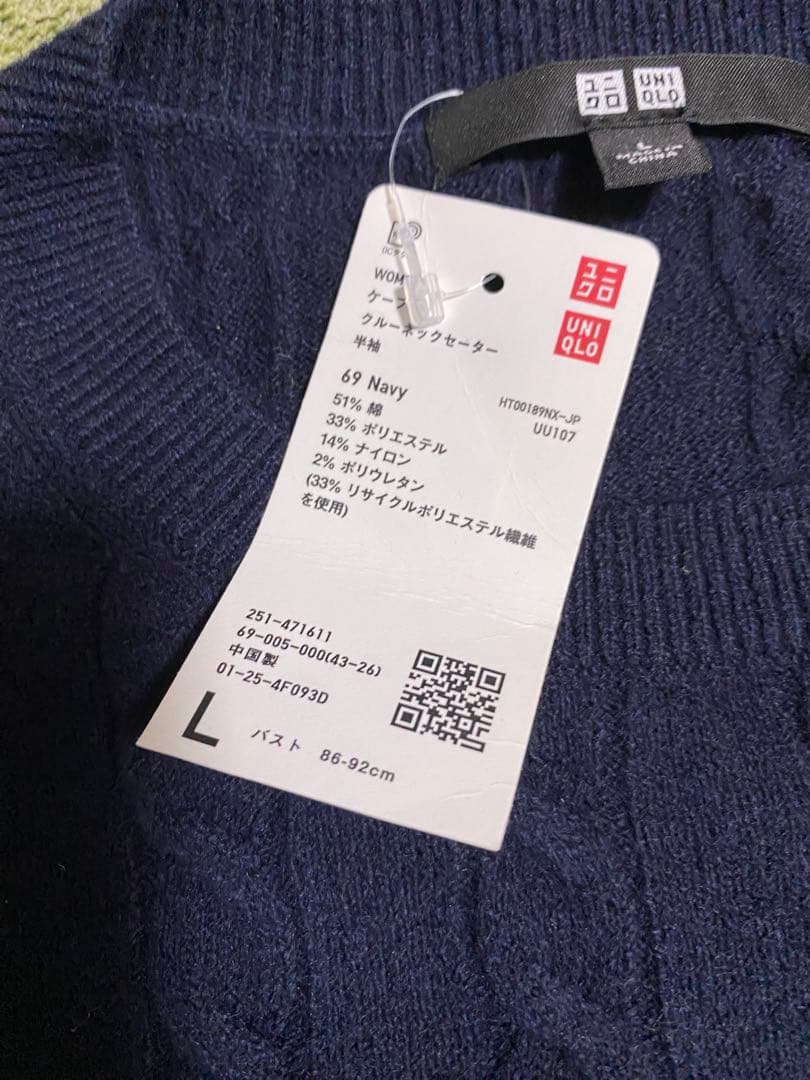 ユニ
クロ
UNI
QLO
L
MADE IN
CHINA
ユニ
クロ
UNI
QLO
クルーネックセーター
半袖
69 Navy
HT00189NX-JP
UU107
51% 綿
33% ポリエステル
14% ナイロン
2% ポリウレタン
(33% リサイクルポリエステル繊維
を使用)
251-471611
69-005-000(43-26)
中国製
01-25-4F093D
L
バスト 86-92cm